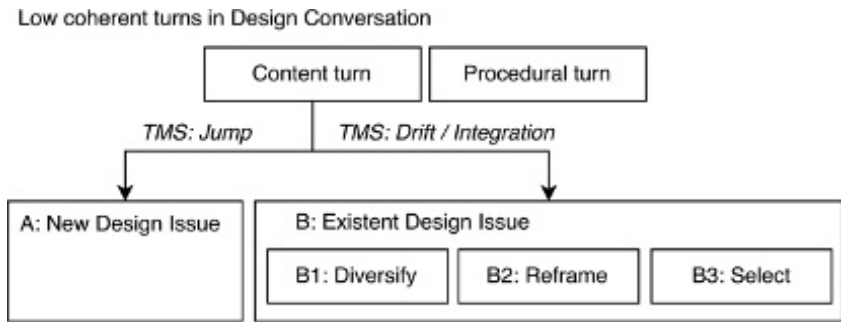 Low coherent turns in Design Conversation
Content turn
Procedural turn
TMS: Jump
TMS: Drift / Integration
A: New Design Issue
B: Existent Design Issue
B1: Diversify
B2: Reframe
B3: Select